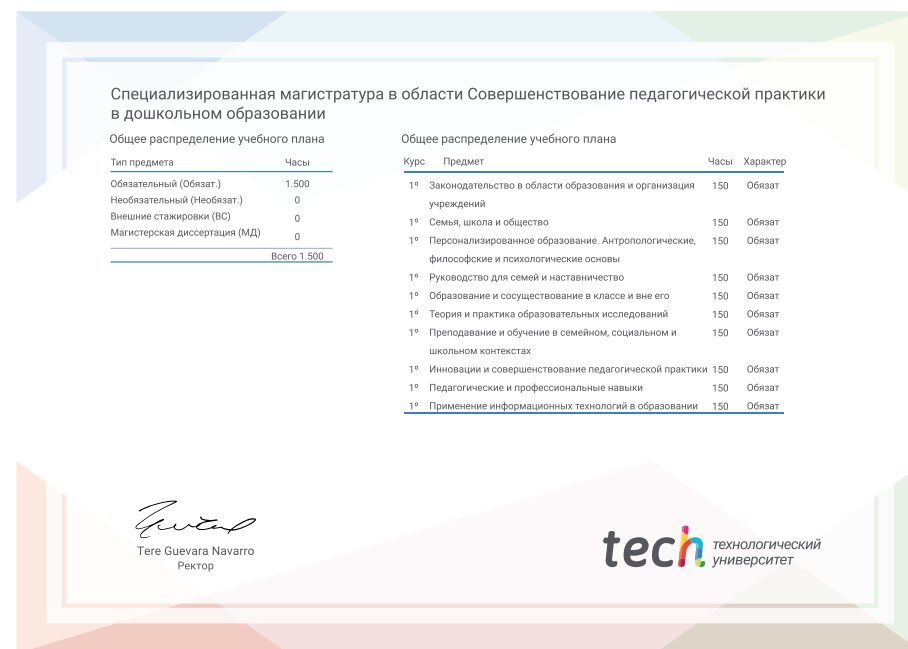 Специализированная магистратура в области Совершенствование педагогической практики
в дошкольном образовании
Общее распределение учебного плана
Тип предмета Часы
Обязательный (Обязат.) 1.500
Необязательный (Необязат.) 0
Внешние стажировки (ВС) 0
Магистерская диссертация (МД) 0
Всего 1.500
Общее распределение учебного плана
Курс Предмет Часы Характер
1º Законодательство в области образования и организация 150 Обязат
учреждений
1º Семья, школа и общество 150 Обязат
1º Персонализированное образование. Антропологические, 150 Обязат
философские и психологические основы
1º Руководство для семей и наставничество 150 Обязат
1º Образование и сосуществование в классе и вне его 150 Обязат
1º Теория и практика образовательных исследований 150 Обязат
1º Преподавание и обучение в семейном, социальном и 150 Обязат
школьном контекстах
1º Инновации и совершенствование педагогической практики 150 Обязат
1º Педагогические и профессиональные навыки 150 Обязат
1º Применение информационных технологий в образовании 150 Обязат
Tere Guevara Navarro
Ректор
tech технологический
университет